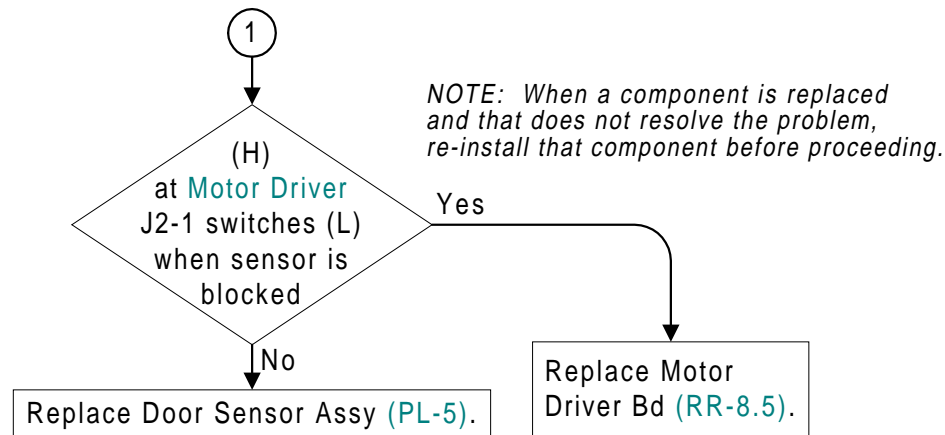 1
NOTE: When a component is replaced
and that does not resolve the problem,
re-install that component before proceeding.
(H)
at Motor Driver
J2-1 switches (L)
when sensor is
blocked
Yes
No
Replace Door Sensor Assy (PL-5).
Replace Motor
Driver Bd (RR-8.5).